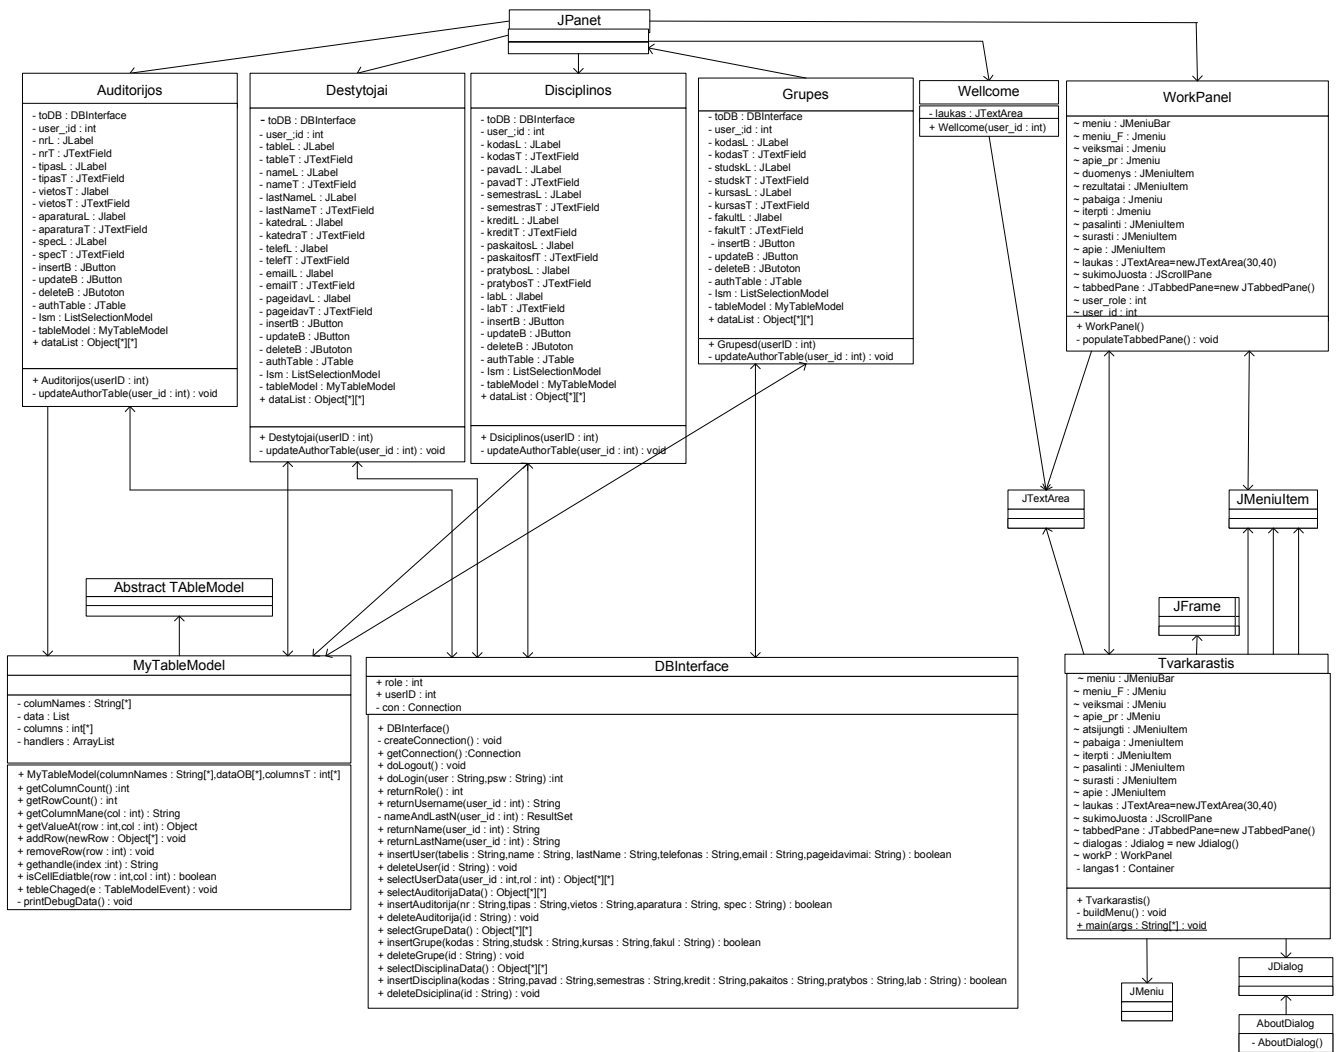 JPanet
Auditorijos
- toDB : DBInterface
- user_;id : int
- nrL : JLabel
- nrT : JTextField
- tipasL : JLabel
- tipasT : JTextField
- vietosT : Jlabel
- vietosT : JTextField
- aparaturaL : Jlabel
- aparaturaT : JTextField
- specL : JLabel
- specT : JTextField
- insertB : JButton
- updateB : JButton
- deleteB : JButoton
- authTable : JTable
- lsm : ListSelectionModel
- tableModel : MyTableModel
+ dataList : Object[*][*]
+ Auditorijos(userID : int)
- updateAuthorTable(user_id : int) : void
Destytojai
- toDB : DBInterface
- user_;id : int
- tableL : JLabel
- tableT : JTextField
- nameL : JLabel
- nameT : JTextField
- lastNameL : JLabel
- lastNameT : JTextField
- katedraL : Jlabel
- katedraT : JTextField
- telefL : Jlabel
- telefT : JTextField
- emailL : Jlabel
- emailT : JTextField
- pageidavL : Jlabel
- pageidavT : JTextField
- insertB : JButton
- updateB : JButton
- deleteB : JButoton
- authTable : JTable
- lsm : ListSelectionModel
- tableModel : MyTableModel
+ dataList : Object[*][*]
+ Destytojai(userID : int)
- updateAuthorTable(user_id : int) : void
Disciplinos
- toDB : DBInterface
- user_;id : int
- kodasL : JLabel
- kodasT : JTextField
- pavadL : JLabel
- pavadT : JTextField
- semestrasL : JLabel
- semestrasT : JTextField
- kreditL : JLabel
- kreditT : JTextField
- paskaitosL : Jlabel
- paskaitosfT : JTextField
- pratybosL : Jlabel
- pratybosT : JTextField
- labL : Jlabel
- labT : JTextField
- insertB : JButton
- updateB : JButton
- deleteB : JButoton
- authTable : JTable
- lsm : ListSelectionModel
- tableModel : MyTableModel
+ dataList : Object[*][*]
+ Dsiciplinos(userID : int)
- updateAuthorTable(user_id : int) : void
Grupes
- toDB : DBInterface
- user_;id : int
- kodasL : JLabel
- kodasT : JTextField
- studskL : JLabel
- studskT : JTextField
- kursasL : JLabel
- kursasT : JTextField
- fakultL : Jlabel
- fakultT : JTextField
- insertB : JButton
- updateB : JButton
- deleteB : JButoton
- authTable : JTable
- lsm : ListSelectionModel
- tableModel : MyTableModel
+ dataList : Object[*][*]
+ Grupesd(userID : int)
- updateAuthorTable(user_id : int) : void
Wellcome
- laukas : JTextArea
+ Wellcome(user_id : int)
WorkPanel
~ meniu : JMeniuBar
~ meniu_F : Jmeniu
~ veiksmai : Jmeniu
~ apie_pr : Jmeniu
~ duomenys : JMeniuItem
~ rezultatai : JMeniuItem
~ pabaiga : Jmeniu
~ iterpti : Jmeniu
~ pasalinti : JMeniuItem
~ surasti : JMeniuItem
~ apie : JMeniuItem
~ laukas : JTextArea=newJTextArea(30,40)
~ sukimoJuosta : JScrollPane
~ tabbedPane : JTabbedPane=new JTabbedPane()
~ user_role : int
~ user_id : int
+ WorkPanel()
- populateTabbedPane() : void
JTextArea
JMeniuItem
Abstract TAbleModel
JFrame
MyTableModel
- columNames : String[*]
- data : List
- columns : int[*]
- handlers : ArrayList
+ MyTableModel(columnNames : String[*],dataOB[*],columnsT : int[*]
+ getColumnCount() :int
+ getRowCount() : int
+ getColumnMane(col : int) : String
+ getValueAt(row : int,col : int) : Object
+ addRow(newRow : Object[*] : void
+ removeRow(row : int) : void
+ gethandle(index :int) : String
+ isCellEdiatble(row : int,col : int) : boolean
+ tebleChaged(e : TableModelEvent) : void
- printDebugData() : void
DBInterface
+ role : int
+ userID : int
- con : Connection
+ DBInterface()
- createConnection() : void
+ getConnection() :Connection
+ doLogout() : void
+ doLogin(user : String,psw : String) :int
+ returnRole() : int
+ returnUsername(user_id : int) : String
- nameAndLastN(user_id : int) : ResultSet
+ returnName(user_id : int) : String
+ returnLastName(user_id : int) : String
+ insertUser(tabelis : String,name : String, lastName : String,telefonas : String,email : String,pageidavimai: String) : boolean
+ deleteUser(id : String) : void
+ selectUserData(user_id : int,rol : int) : Object[*][*]
+ selectAuditorijaData() : Object[*][*]
+ insertAuditorija(nr : String,tipas : String,vietos : String,aparatura : String, spec : String) : boolean
+ deleteAuditorija(id : String) : void
+ selectGrupeData() : Object[*][*]
+ insertGrupe(kodas : String,studsk : String,kursas : String,fakul : String) : boolean
+ deleteGrupe(id : String) : void
+ selectDisciplinaData() : Object[*][*]
+ insertDisciplina(kodas : String,pavad : String,semestras : String,kredit : String,pakaitos : String,pratybos : String,lab : String) : boolean
+ deleteDsiciplina(id : String) : void
Tvarkarastis
~ meniu : JMeniuBar
~ meniu_F : JMeniu
~ veiksmai : JMeniu
~ apie_pr : JMeniu
~ atsijungti : JMeniuItem
~ pabaiga : JmeniuItem
~ iterpti : JMeniuItem
~ pasalinti : JMeniuItem
~ surasti : JMeniuItem
~ apie : JMeniuItem
~ laukas : JTextArea=newJTextArea(30,40)
~ sukimoJuosta : JScrollPane
~ tabbedPane : JTabbedPane=new JTabbedPane()
~ dialogas : Jdialog = new Jdialog()
~ workP : WorkPanel
- langas1 : Container
+ Tvarkarastis()
- buildMenu() : void
+ main(args : String[*] : void
JMeniu
JDialog
AboutDialog
- AboutDialog()